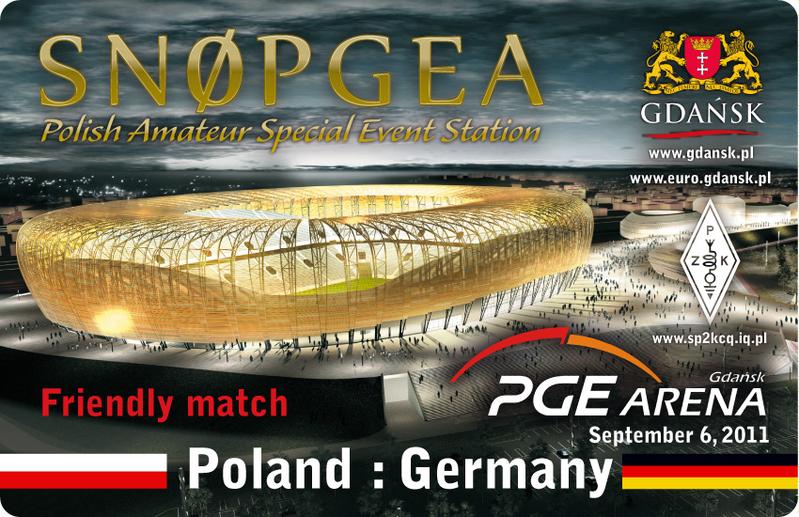 SNØPGEA
Polish Amateur Special Event Station
GDAŃSK
www.gdansk.pl
www.euro.gdansk.pl
P
Z K
www.sp2kcq.iq.pl
Gdańsk
PGE ARENA
Friendly match
September 6, 2011
Poland : Germany